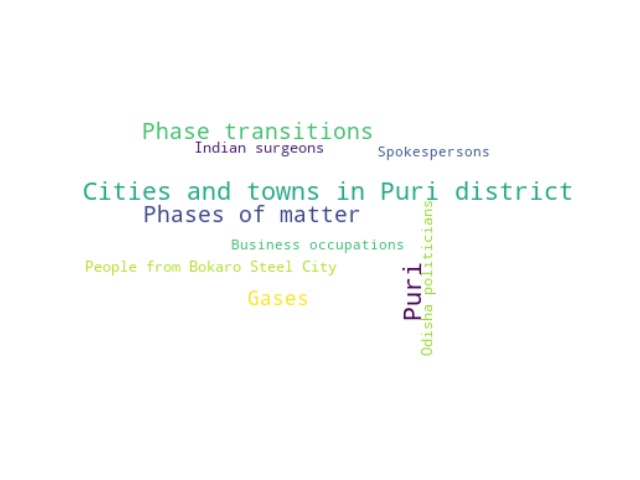 Phase transitions
Indian surgeons
Spokespersons
Cities and towns in Puri district
Phases of matter
Business occupations
People from Bokaro Steel City
Gases
Puri
Odisha politicians